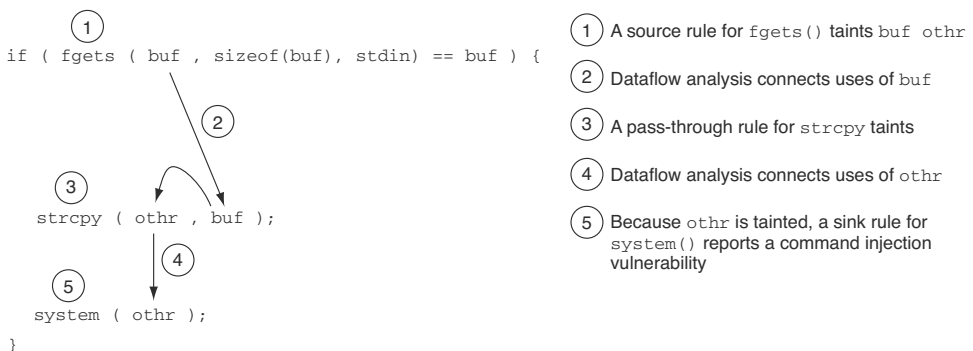 1
if ( fgets ( buf , sizeof(buf), stdin) == buf ) {
2
3
strcpy ( othr , buf );
4
5
system ( othr );
}
1 A source rule for fgets() taints buf othr
2 Dataflow analysis connects uses of buf
3 A pass-through rule for strcpy taints
4 Dataflow analysis connects uses of othr
5 Because othr is tainted, a sink rule for
system() reports a command injection
vulnerability